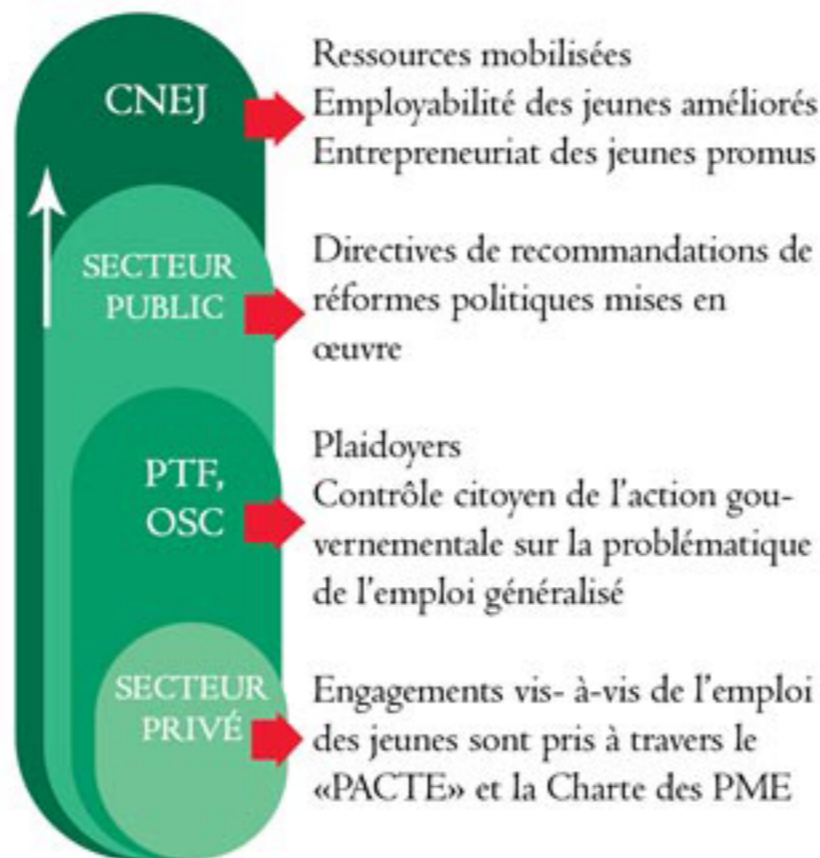 CNEJ
Ressources mobilisées
Employabilité des jeunes améliorés
Entrepreneuriat des jeunes promus
SECTEUR
PUBLIC
Directives de recommandations de
réformes politiques mises en
œuvre
PTF,
OSC
Plaidoyers
Contrôle citoyen de l'action gou-
vernementale sur la problématique
de l'emploi généralisé
SECTEUR
PRIVÉ
Engagements vis- à-vis de l'emploi
des jeunes sont pris à travers le
«PACTE» et la Charte des PME